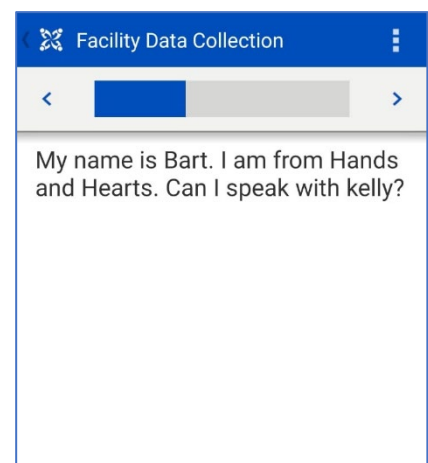 Facility Data Collection
My name is Bart. I am from Hands
and Hearts. Can I speak with kelly?